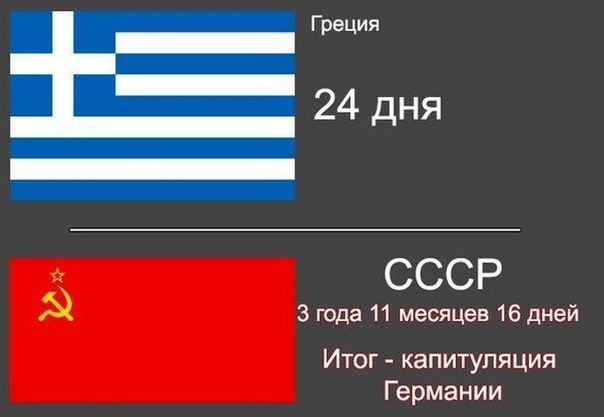 Греция
24 дня
СССР
3 года 11 месяцев 16 дней
Итог - капитуляция
Германии